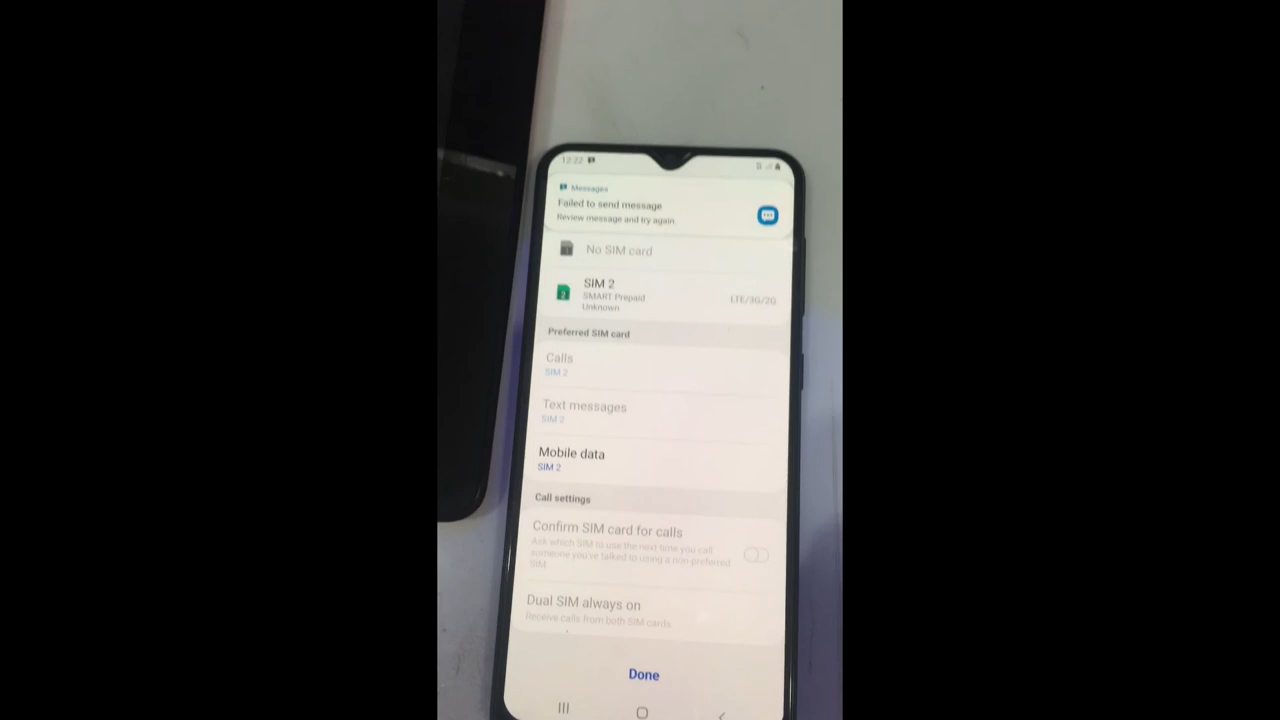 12:22
Messages
Failed to send message
Review message and try again.
No SIM card
SIM 2
SMART Prepaid
Unknown
LTE/3G/2G
Preferred SIM card
Calls
SIM 2
Text messages
SIM 2
Mobile data
SIM 2
Call settings
Confirm SIM card for calls
Ask which SIM to use the next time you call
someone you've talked to using a non-preferred
SIM.
Dual SIM always on
Receive calls from both SIM cards
Done